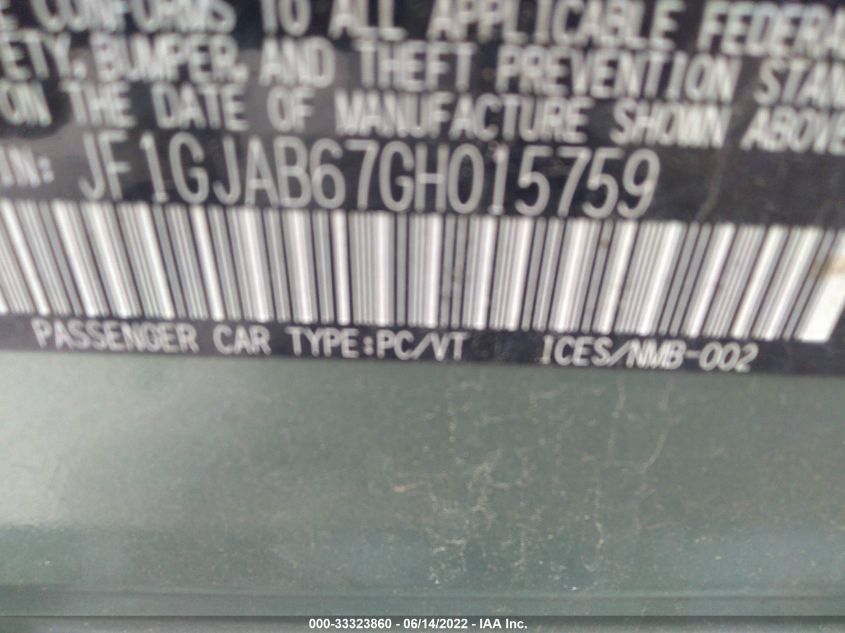 CONFORMS TO ALL APPLICABLE FEDERA
ETY, BUMPER, AND THEFT PREVENTION STAN
ON THE DATE OF MANUFACTURE SHOWN ABOVE
IN: JF1GJAB67GH015759
PASSENGER CAR TYPE:PC/VT ICES/NMB-002
000-33323860 - 06/14/2022 - IAA Inc.